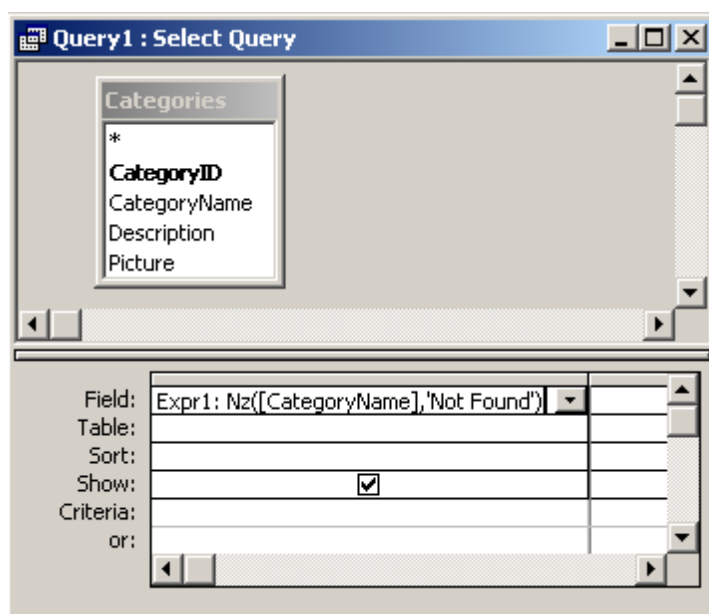 Query1 : Select Query
Categories
*
CategoryID
CategoryName
Description
Picture
Field: Expr1: Nz([CategoryName],'Not Found')
Table:
Sort:
Show:
Criteria:
or: